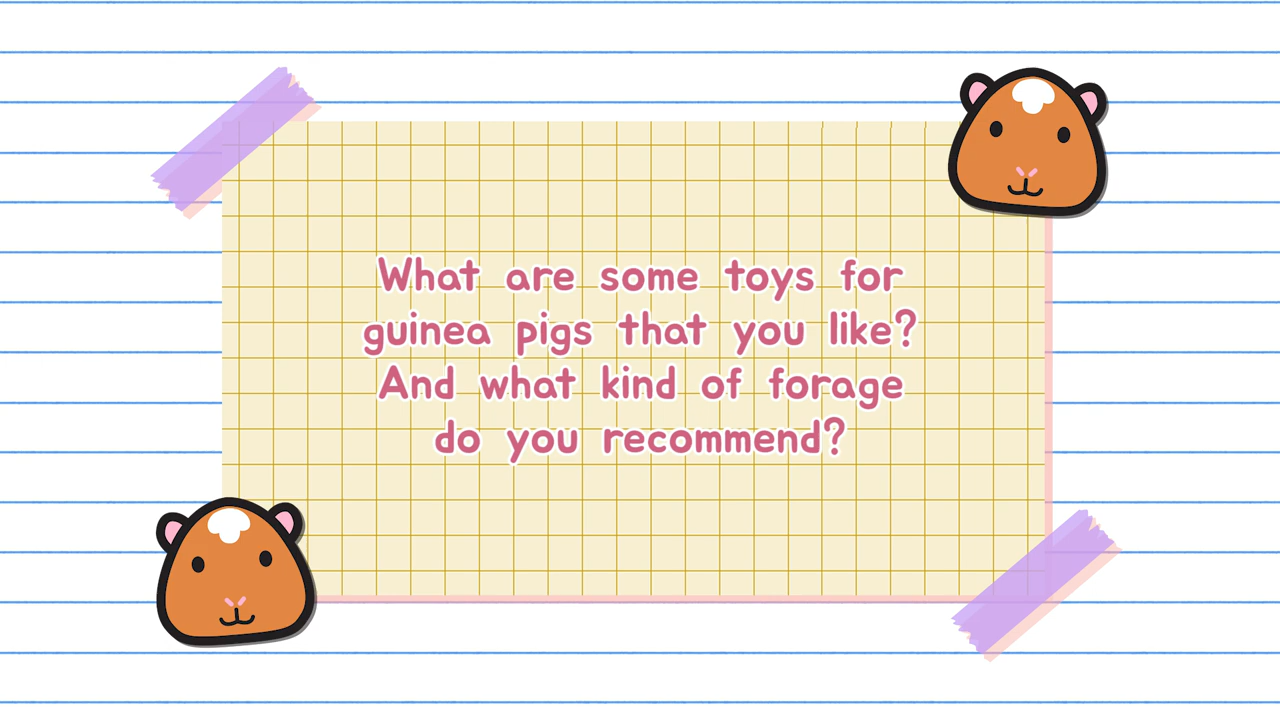 What are some toys for
guinea pigs that you like?
And what kind of forage
do you recommend?